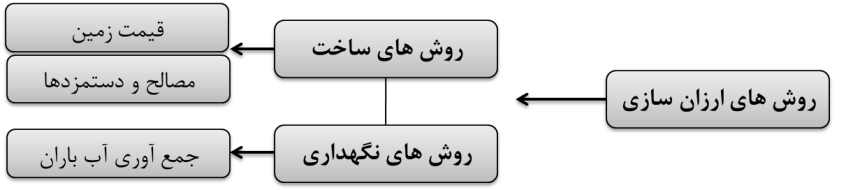 روش های ارزان سازی
روش های ساخت
قیمت زمین
مصالح و دستمزدها
روش های نگهداری
جمع آوری آب باران